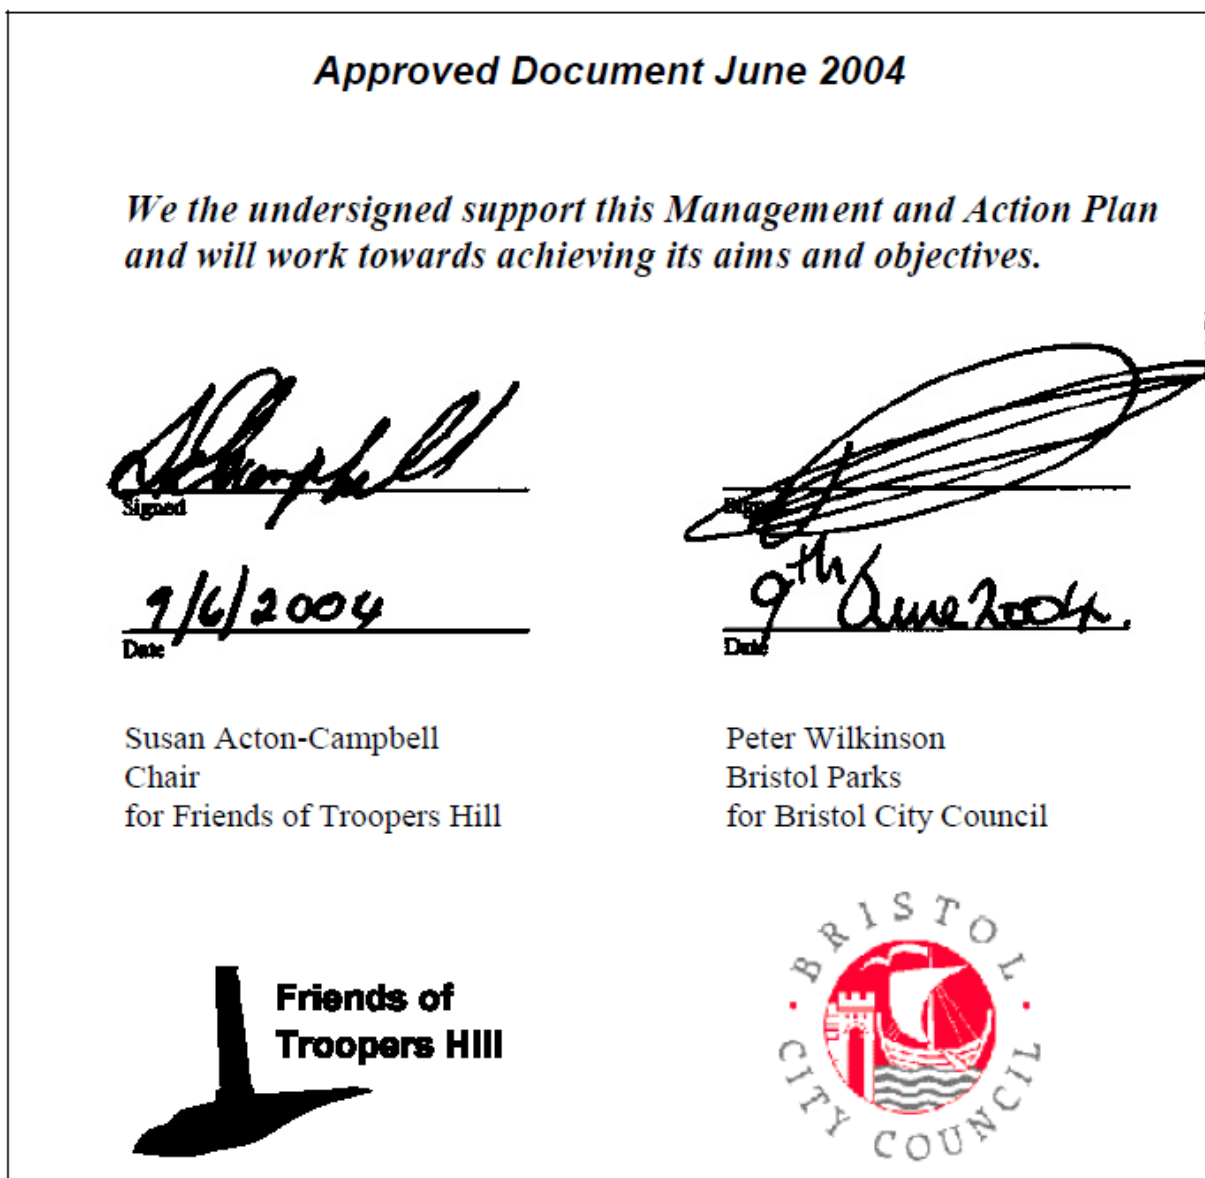 Approved Document June 2004
We the undersigned support this Management and Action Plan
and will work towards achieving its aims and objectives.
S A Campbell
Signed
9/6/2004
Date
Susan Acton-Campbell
Chair
for Friends of Troopers Hill
Signed
9th June 2004.
Date
Peter Wilkinson
Bristol Parks
for Bristol City Council
Friends of
Troopers Hill
BRISTOL
CITY COUNCIL